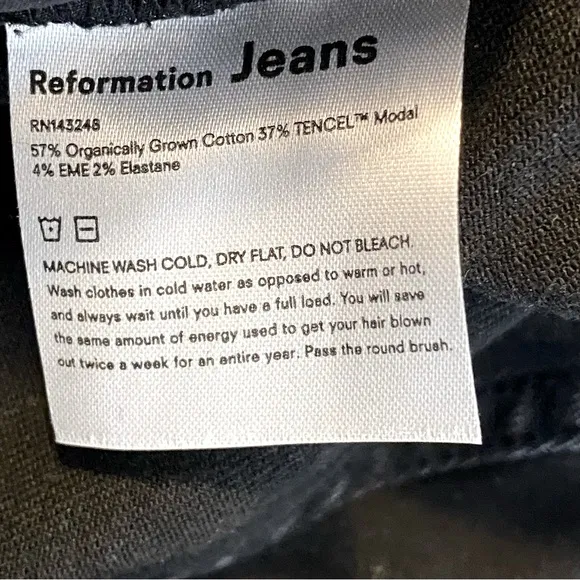 Reformation Jeans
RN143248
57% Organically Grown Cotton 37% TENCEL™ Modal
4% EME 2% Elastane
MACHINE WASH COLD, DRY FLAT, DO NOT BLEACH
Wash clothes in cold water as opposed to warm or hot,
and always wait until you have a full load. You will save
the same amount of energy used to get your hair blown
out twice a week for an entire year. Pass the round brush.